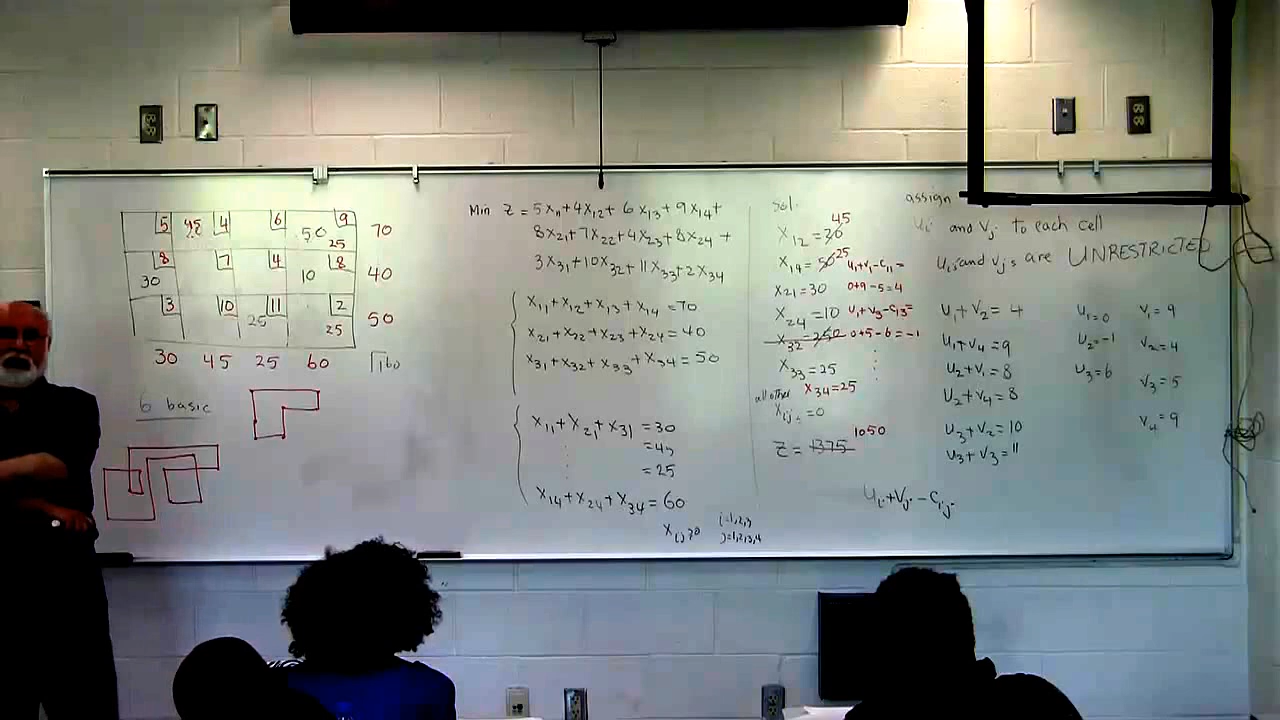 5 45 4 6 50 9 70
25
8 7 4 8 40
30 10
3 10 11 2 50
25 25
30 45 25 60 160
6 basic
Min Z = 5x11+4x12+ 6x13+9x14+
8x21+7x22+4x23+8x24 +
3x31+10x32+11x33+2x34
x11+x12+x13+x14=70
x21+x22+x23+x24=40
x31+x32+x33+x34=50
x11+x21+x31=30
=45
=25
x14+x24+x34=60
xij≥0 i=1,2,3
j=1,2,3,4
sol.
45
x12=30
x14=50 25
x21=30
x24=10
x33=25
x34=25
all other
xij's=0
Z=1375 1050
u1+v1-c11=
0+9-5=4
u1+v3-c13=
0+5-6=-1
assign
ui and vj to each cell
ui's and vj's are UNRESTRICTED
u1+v2=4
u1+v4=9
u2+v1=8
u2+v4=8
u3+v2=10
u3+v3=11
u1=0 v1=9
u2=-1 v2=4
u3=6 v3=5
v4=9
ui+vj-cij